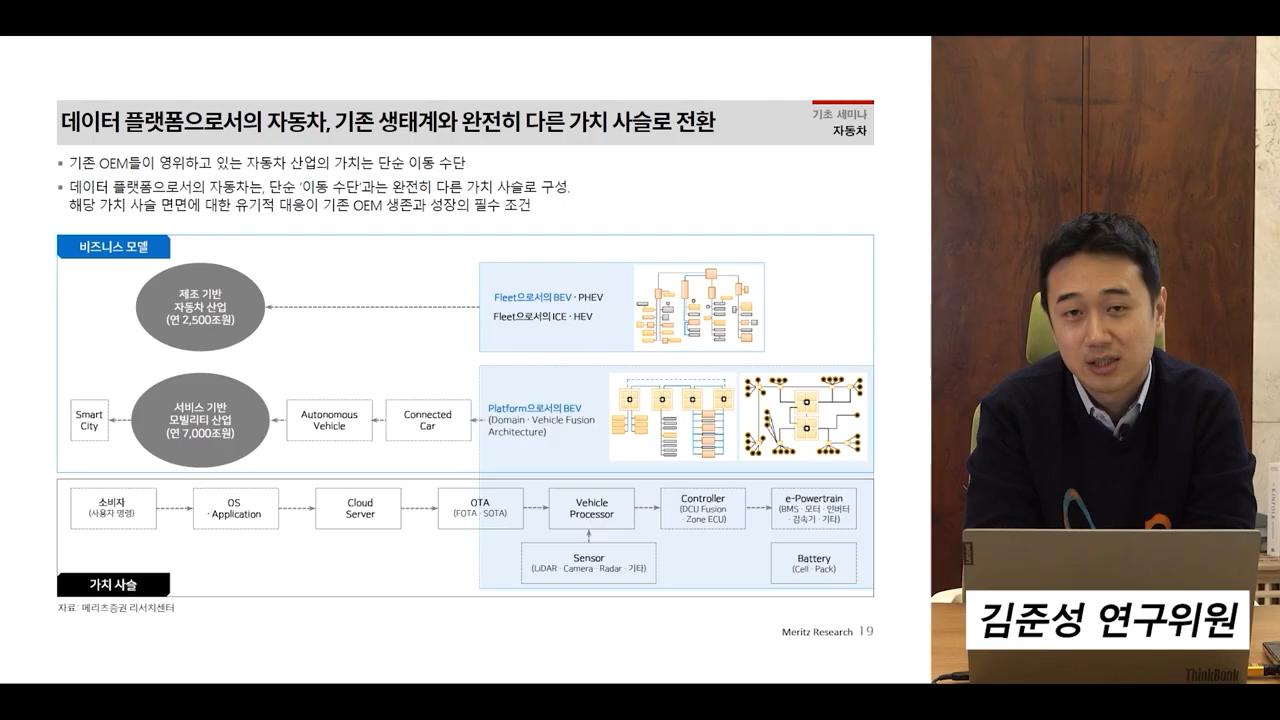 데이터 플랫폼으로서의 자동차, 기존 생태계와 완전히 다른 가치 사슬로 전환
기초 세미나
자동차
▪ 기존 OEM들이 영위하고 있는 자동차 산업의 가치는 단순 이동 수단
▪ 데이터 플랫폼으로서의 자동차는, 단순 '이동 수단'과는 완전히 다른 가치 사슬로 구성.
해당 가치 사슬 면면에 대한 유기적 대응이 기존 OEM 생존과 성장의 필수 조건
비즈니스 모델
제조 기반
자동차 산업
(연 2,500조원)
Fleet으로서의 BEV · PHEV
Fleet으로서의 ICE · HEV
Smart
City
서비스 기반
모빌리티 산업
(연 7,000조원)
Autonomous
Vehicle
Connected
Car
Platform으로서의 BEV
(Domain · Vehicle Fusion
Architecture)
소비자
(사용자 명령)
OS
· Application
Cloud
Server
OTA
(FOTA · SOTA)
Vehicle
Processor
Controller
(DCU Fusion
· Zone ECU)
e-Powertrain
(BMS · 모터 · 인버터
· 감속기 · 기타)
Sensor
(LiDAR · Camera · Radar · 기타)
Battery
(Cell · Pack)
가치 사슬
자료: 메리츠증권 리서치센터
Meritz Research 19
김준성 연구위원
Lenovo
ThinkBook